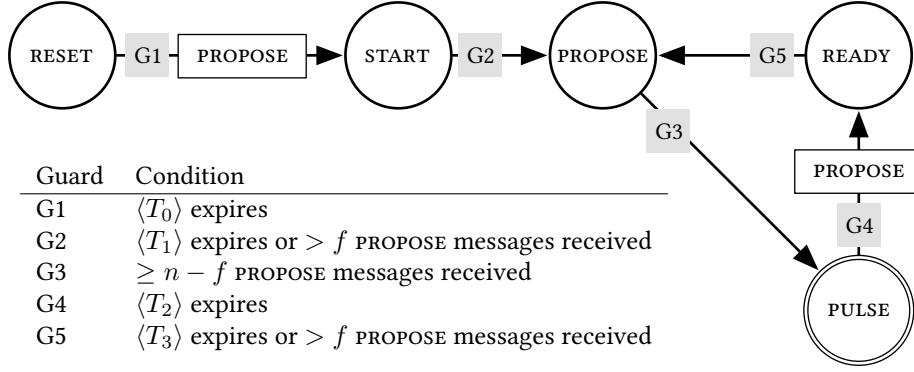 RESET G1 PROPOSE START G2 PROPOSE G5 READY
G3
PROPOSE
G4
PULSE
Guard Condition
G1 ⟨T₀⟩ expires
G2 ⟨T₁⟩ expires or > f PROPOSE messages received
G3 ≥ n − f PROPOSE messages received
G4 ⟨T₂⟩ expires
G5 ⟨T₃⟩ expires or > f PROPOSE messages received